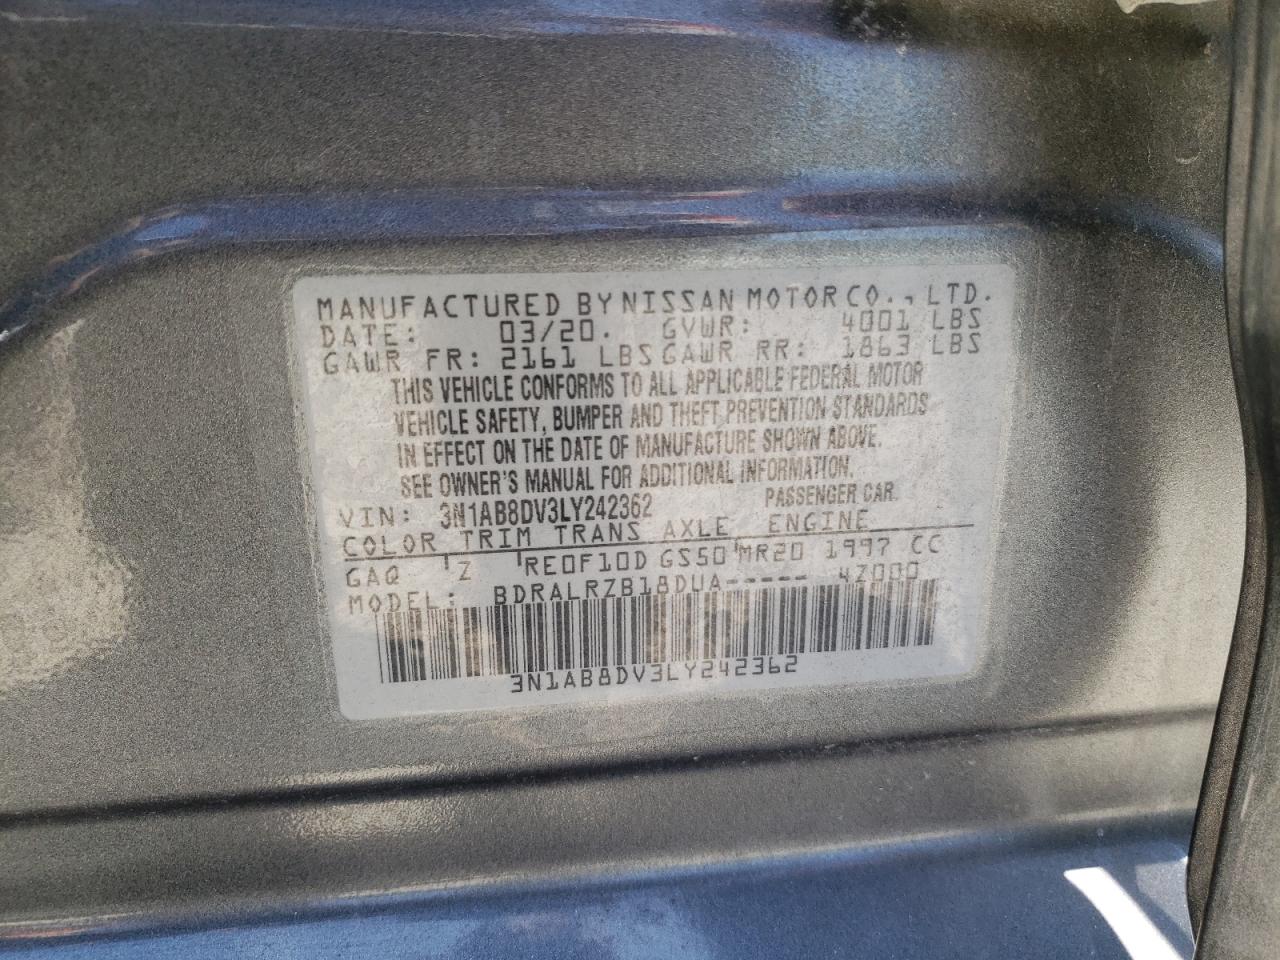 MANUFACTURED BY NISSAN MOTOR CO., LTD.
DATE: 03/20. GVWR: 4001 LBS
GAWR FR: 2161 LBS GAWR RR: 1863 LBS
THIS VEHICLE CONFORMS TO ALL APPLICABLE FEDERAL MOTOR
VEHICLE SAFETY, BUMPER AND THEFT PREVENTION STANDARDS
IN EFFECT ON THE DATE OF MANUFACTURE SHOWN ABOVE.
SEE OWNER'S MANUAL FOR ADDITIONAL INFORMATION.
VIN: 3N1AB8DV3LY242362 PASSENGER CAR.
COLOR TRIM TRANS AXLE ENGINE
GAQ Z RE0F10D GS50 MR20 1997 CC
MODEL: BDRALRZB18DUA----- 4Z000
3N1AB8DV3LY242362